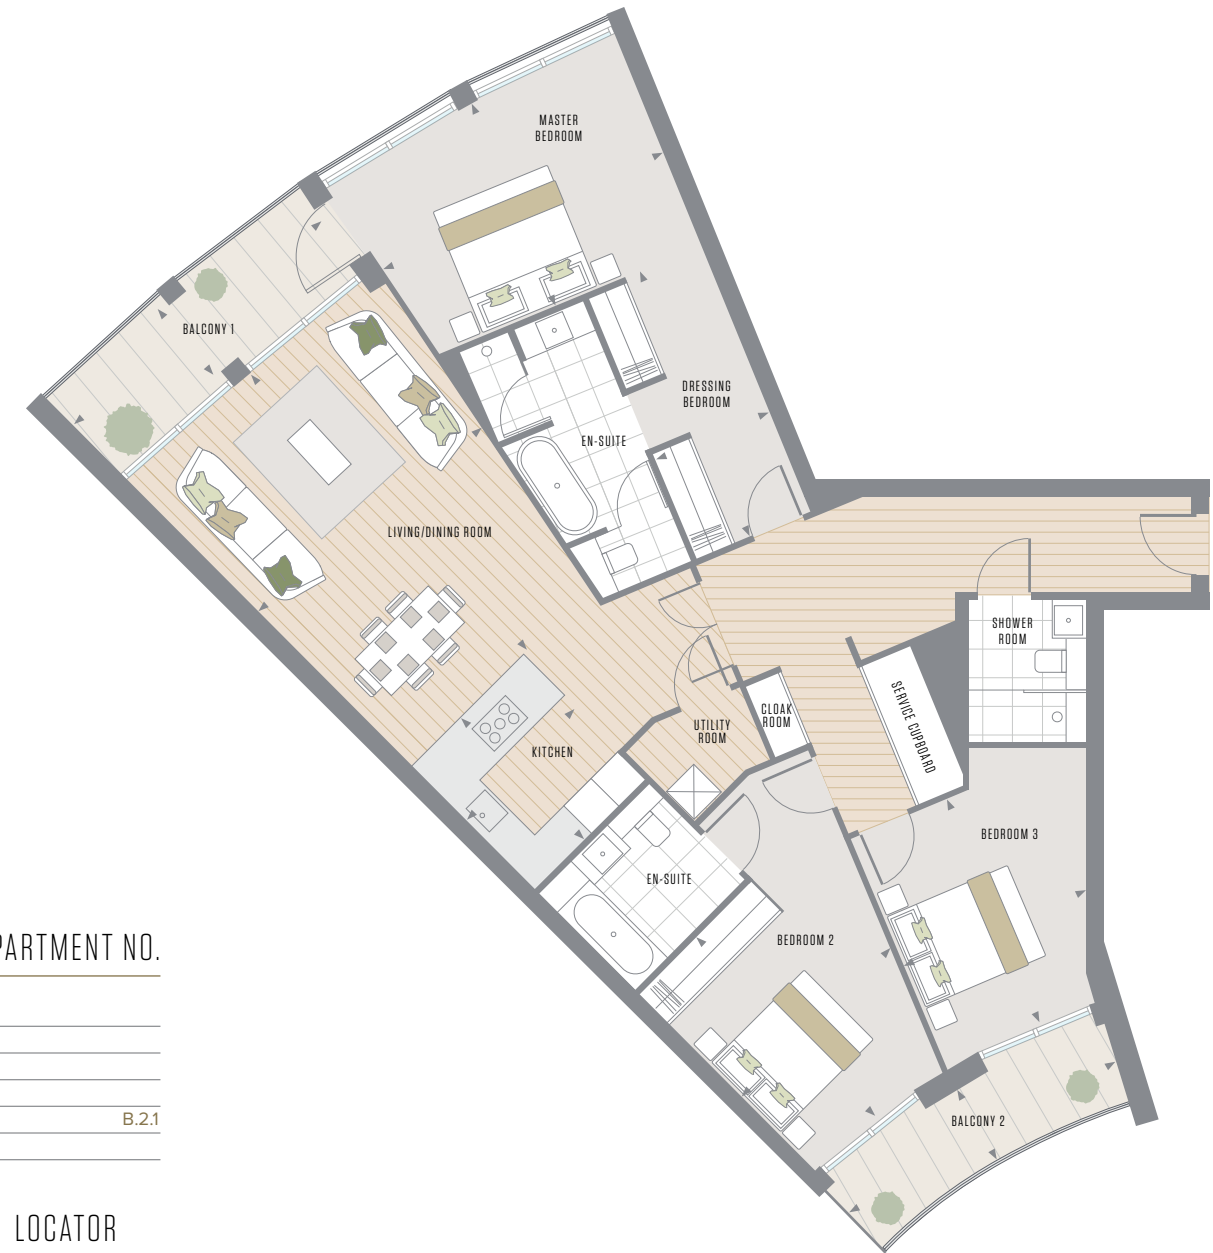 MASTER
BEDROOM
BALCONY 1
DRESSING
BEDROOM
EN-SUITE
LIVING/DINING ROOM
SHOWER
ROOM
CLOAK
ROOM
SERVICE CUPBOARD
UTILITY
ROOM
KITCHEN
BEDROOM 3
EN-SUITE
BEDROOM 2
BALCONY 2
PARTMENT NO.
B.2.1
LOCATOR